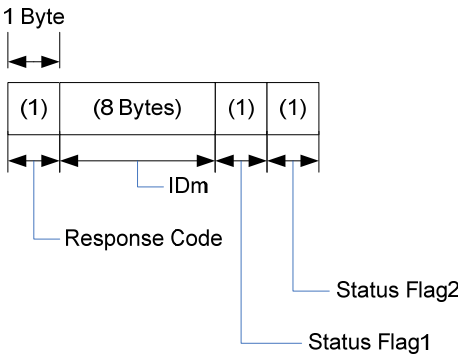 1 Byte
(1) (8 Bytes) (1) (1)
IDm
Response Code
Status Flag2
Status Flag1